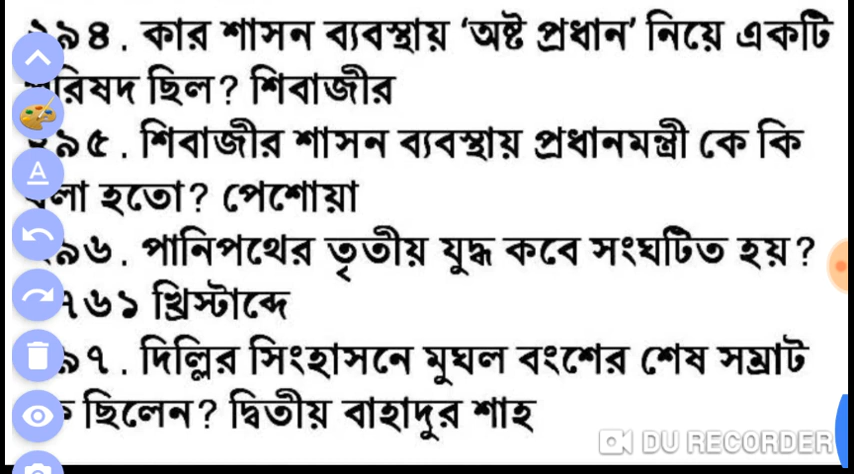 ৯৪. কার শাসন ব্যবস্থায় ‘অষ্ট প্রধান’ নিয়ে একটি
রিষদ ছিল? শিবাজীর
৯৫. শিবাজীর শাসন ব্যবস্থায় প্রধানমন্ত্রী কে কি
লা হতো? পেশোয়া
৯৬. পানিপথের তৃতীয় যুদ্ধ কবে সংঘটিত হয়?
৭৬১ খ্রিস্টাব্দে
৯৭. দিল্লির সিংহাসনে মুঘল বংশের শেষ সম্রাট
ছিলেন? দ্বিতীয় বাহাদুর শাহ
DU RECORDER